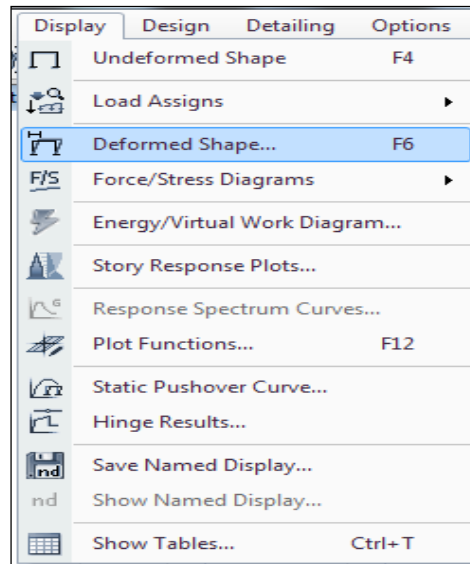 Display Design Detailing Options
Undeformed Shape F4
Load Assigns
Deformed Shape... F6
F/S Force/Stress Diagrams
Energy/Virtual Work Diagram...
Story Response Plots...
G Response Spectrum Curves...
Plot Functions... F12
Static Pushover Curve...
Hinge Results...
.nd Save Named Display...
nd Show Named Display...
Show Tables... Ctrl+T